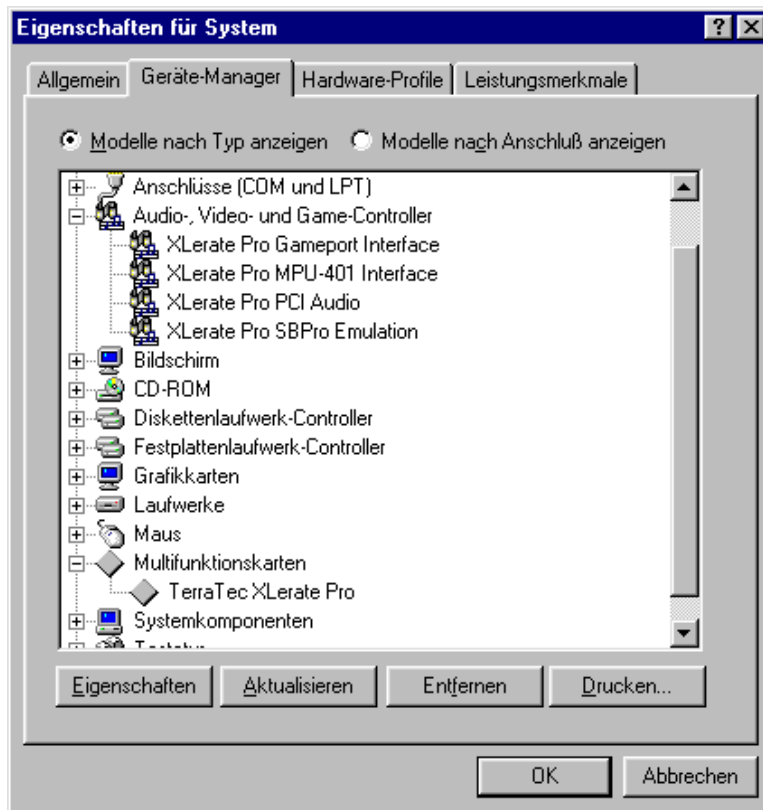 Eigenschaften für System
Allgemein Geräte-Manager Hardware-Profile Leistungsmerkmale
Modelle nach Typ anzeigen Modelle nach Anschluß anzeigen
Anschlüsse (COM und LPT)
Audio-, Video- und Game-Controller
XLerate Pro Gameport Interface
XLerate Pro MPU-401 Interface
XLerate Pro PCI Audio
XLerate Pro SBPro Emulation
Bildschirm
CD-ROM
Diskettenlaufwerk-Controller
Festplattenlaufwerk-Controller
Grafikkarten
Laufwerke
Maus
Multifunktionskarten
TerraTec XLerate Pro
Systemkomponenten
Eigenschaften Aktualisieren Entfernen Drucken...
OK Abbrechen